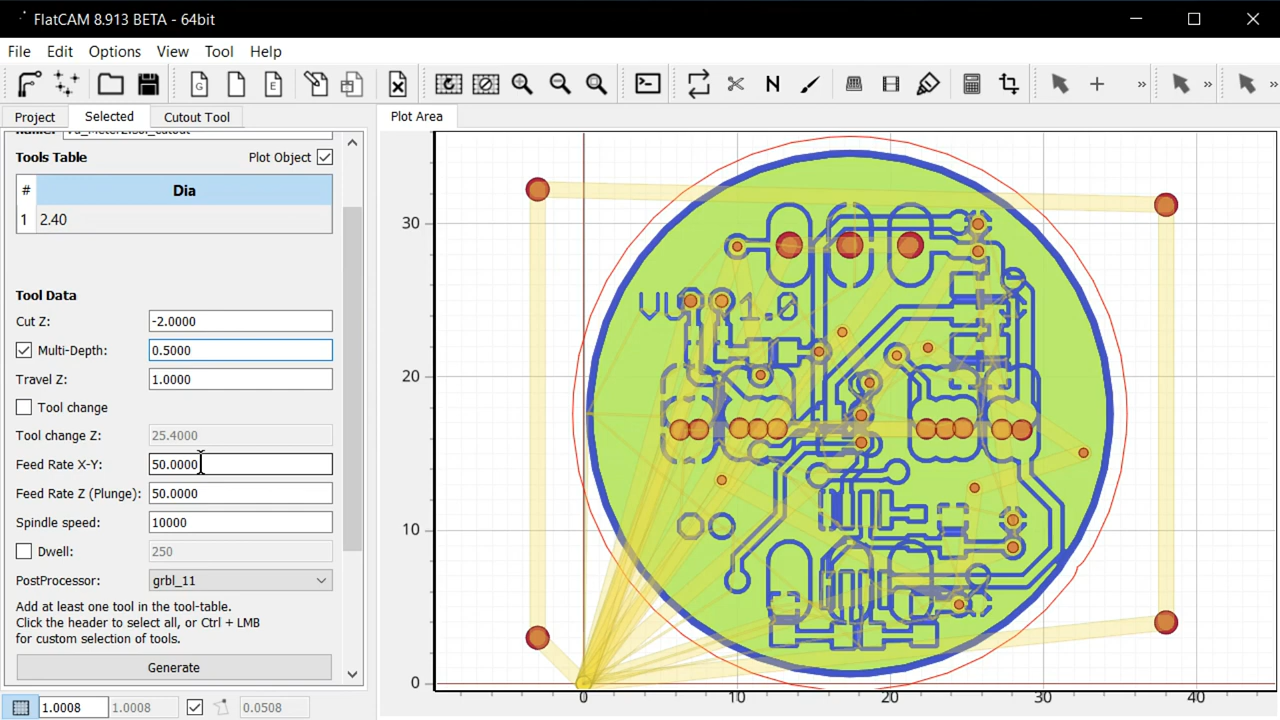 FlatCAM 8.913 BETA - 64bit
File Edit Options View Tool Help
Project Selected Cutout Tool Plot Area
Tools Table Plot Object
# Dia
1 2.40
Tool Data
Cut Z: -2.0000
Multi-Depth: 0.5000
Travel Z: 1.0000
Tool change
Tool change Z: 25.4000
Feed Rate X-Y: 50.0000
Feed Rate Z (Plunge): 50.0000
Spindle speed: 10000
Dwell: 250
PostProcessor: grbl_11
Add at least one tool in the tool-table.
Click the header to select all, or Ctrl + LMB
for custom selection of tools.
Generate
1.0008 1.0008 0.0508
30
20
10
0
0 10 20 30 40
VU 1.0